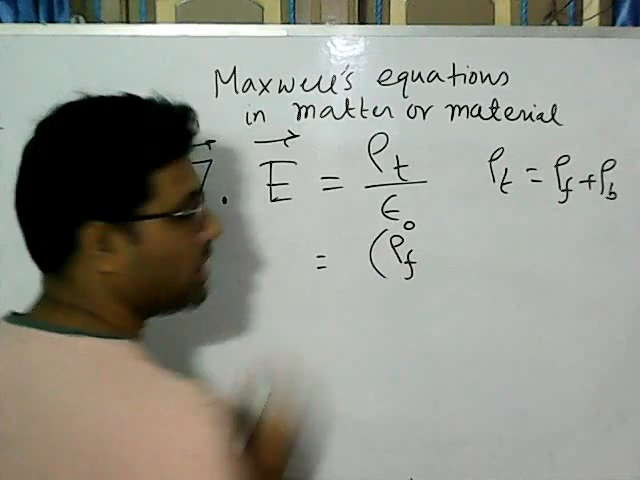 Maxwell's equations
in matter or material
∇⃗ . E⃗ = ρt / ϵ0    ρt = ρf + ρb
= (ρf